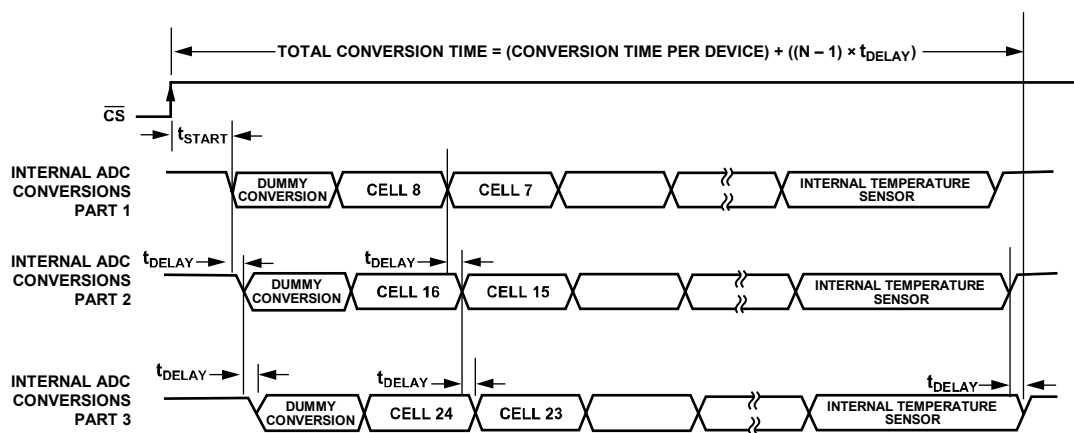 TOTAL CONVERSION TIME = (CONVERSION TIME PER DEVICE) + ((N – 1) × tDELAY)
CS
tSTART
INTERNAL ADC
CONVERSIONS
PART 1
DUMMY
CONVERSION
CELL 8
CELL 7
INTERNAL TEMPERATURE
SENSOR
INTERNAL ADC
CONVERSIONS
PART 2
tDELAY
tDELAY
DUMMY
CONVERSION
CELL 16
CELL 15
INTERNAL TEMPERATURE
SENSOR
INTERNAL ADC
CONVERSIONS
PART 3
tDELAY
tDELAY
tDELAY
DUMMY
CONVERSION
CELL 24
CELL 23
INTERNAL TEMPERATURE
SENSOR